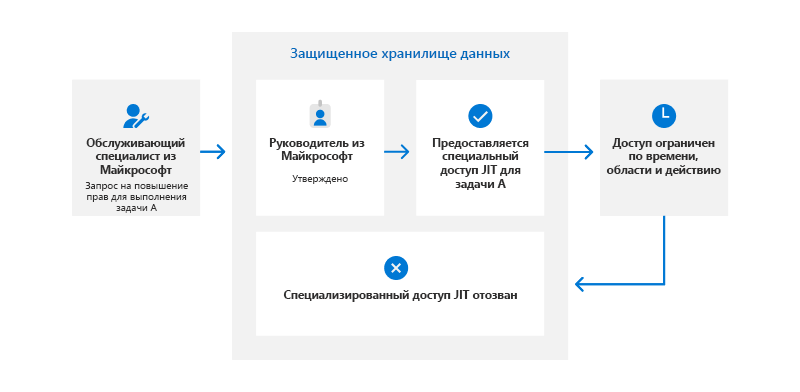 Защищенное хранилище данных
Обслуживающий
специалист из
Майкрософт
Запрос на повышение
прав для выполнения
задачи A
Руководитель из
Майкрософт
Утверждено
Предоставляется
специальный
доступ JIT для
задачи A
Доступ ограничен
по времени,
области и действию
Специализированный доступ JIT отозван